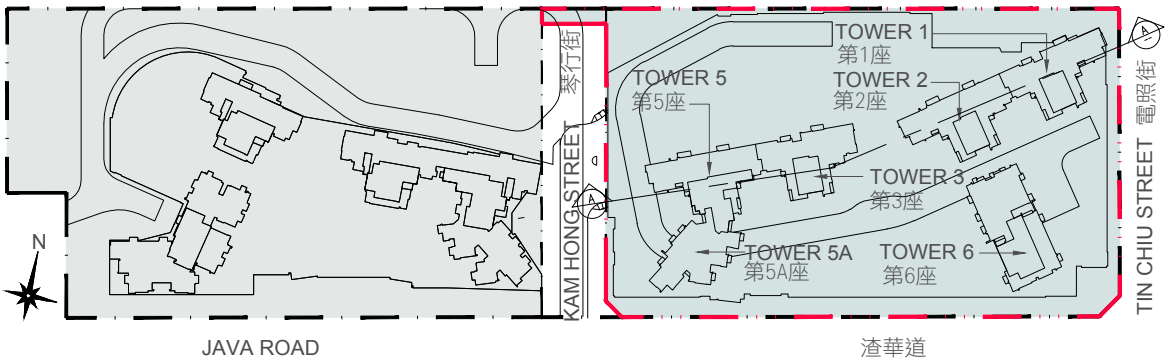 TOWER 1
第1座
TOWER 5
第5座
TOWER 2
第2座
TOWER 3
第3座
TOWER 5A
第5A座
TOWER 6
第6座
KAM HONG STREET 琴行街
TIN CHIU STREET 電照街
A
A
N
JAVA ROAD
渣華道